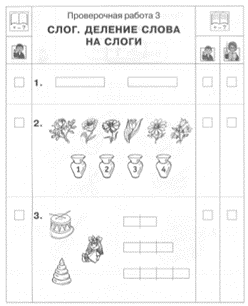 Проверочная работа 3
СЛОГ. ДЕЛЕНИЕ СЛОВА
НА СЛОГИ
1.
2.
1 2 3 4
3.